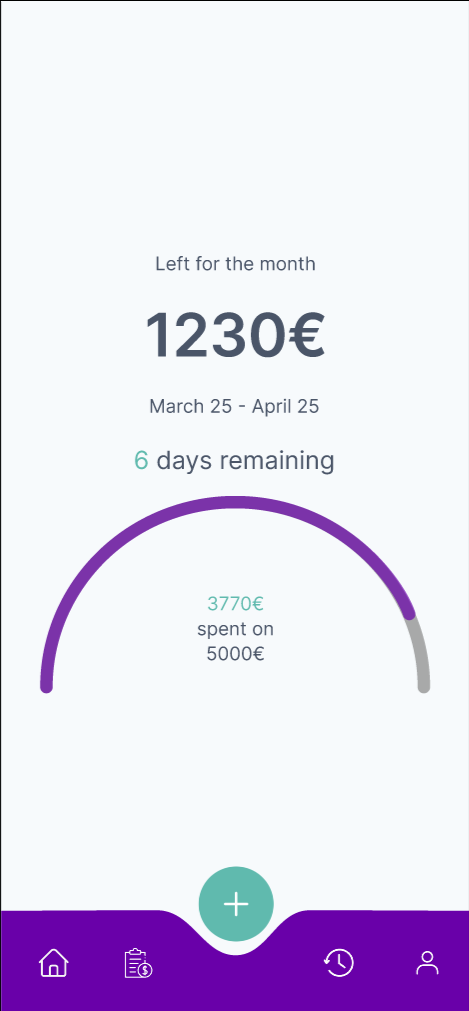 Left for the month
1230€
March 25 - April 25
6 days remaining
3770€
spent on
5000€